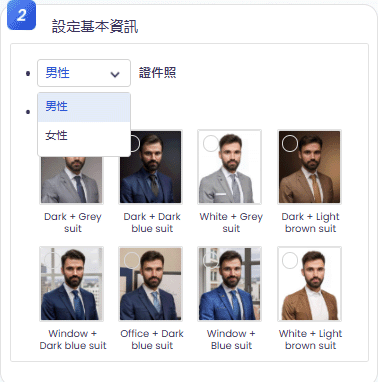 2
設定基本資訊
男性
證件照
男性
女性
Dark + Grey
suit
Dark + Dark
blue suit
White + Grey
suit
Dark + Light
brown suit
Window +
Dark blue suit
Office + Dark
blue suit
Window +
Blue suit
White + Light
brown suit